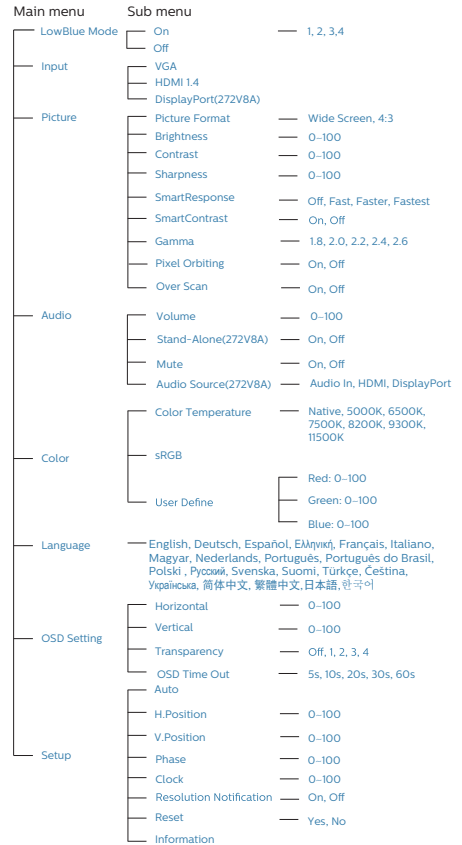 Main menu Sub menu
LowBlue Mode On 1, 2, 3,4
Off
Input VGA
HDMI 1.4
DisplayPort(272V8A)
Picture Picture Format Wide Screen, 4:3
Brightness 0–100
Contrast 0–100
Sharpness 0–100
SmartResponse Off, Fast, Faster, Fastest
SmartContrast On, Off
Gamma 1.8, 2.0, 2.2, 2.4, 2.6
Pixel Orbiting On, Off
Over Scan On, Off
Audio Volume 0–100
Stand-Alone(272V8A) On, Off
Mute On, Off
Audio Source(272V8A) Audio In, HDMI, DisplayPort
Color Temperature Native, 5000K, 6500K,
7500K, 8200K, 9300K,
11500K
Color sRGB
User Define Red: 0–100
Green: 0–100
Blue: 0–100
Language English, Deutsch, Español, Ελληνική, Français, Italiano,
Magyar, Nederlands, Português, Português do Brasil,
Polski , Русский, Svenska, Suomi, Türkçe, Čeština,
Українська, 简体中文, 繁體中文,日本語,한국어
OSD Setting Horizontal 0–100
Vertical 0–100
Transparency Off, 1, 2, 3, 4
OSD Time Out 5s, 10s, 20s, 30s, 60s
Setup Auto
H.Position 0–100
V.Position 0–100
Phase 0–100
Clock 0–100
Resolution Notification On, Off
Reset Yes, No
Information